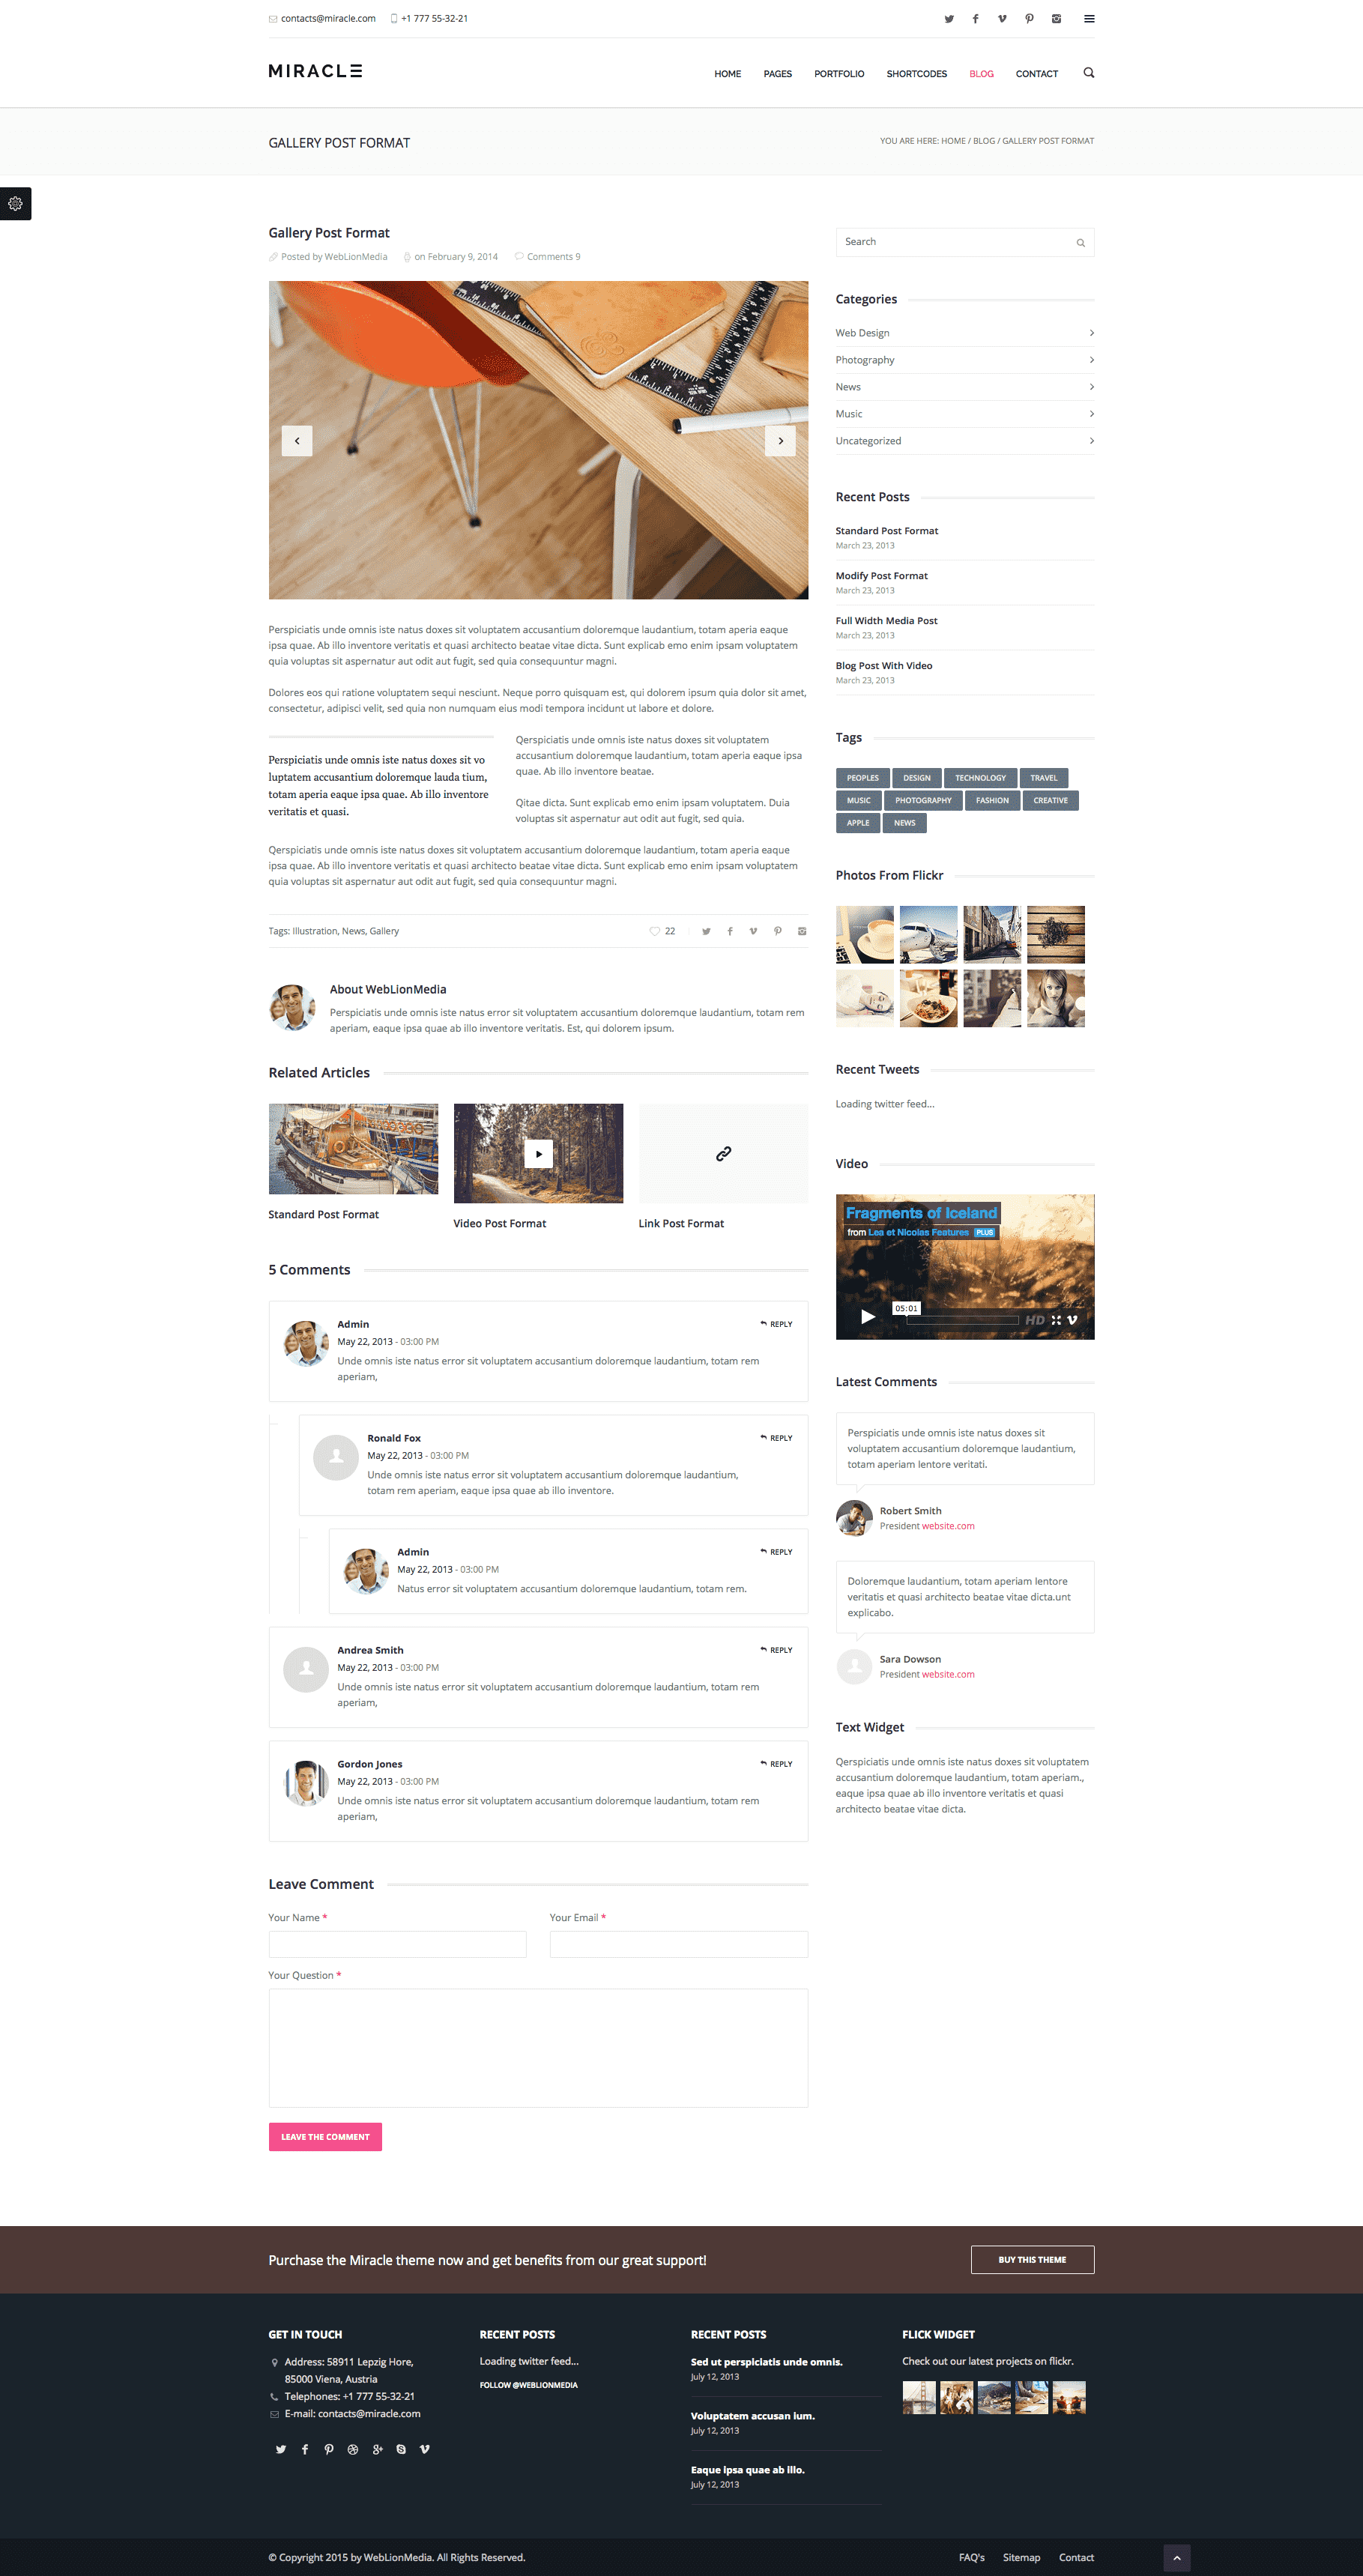 contacts@miracle.com +1 777 55-32-21
MIRACLE
HOME PAGES PORTFOLIO SHORTCODES BLOG CONTACT
GALLERY POST FORMAT
YOU ARE HERE: HOME / BLOG / GALLERY POST FORMAT
Gallery Post Format
Posted by WebLionMedia on February 9, 2014 Comments 9
Perspiciatis unde omnis iste natus doxes sit voluptatem accusantium doloremque laudantium, totam aperia eaque
ipsa quae. Ab illo inventore veritatis et quasi architecto beatae vitae dicta. Sunt explicab emo enim ipsam voluptatem
quia voluptas sit aspernatur aut odit aut fugit, sed quia consequuntur magni.
Dolores eos qui ratione voluptatem sequi nesciunt. Neque porro quisquam est, qui dolorem ipsum quia dolor sit amet,
consectetur, adipisci velit, sed quia non numquam eius modi tempora incidunt ut labore et dolore.
Perspiciatis unde omnis iste natus doxes sit vo
luptatem accusantium doloremque lauda tium,
totam aperia eaque ipsa quae. Ab illo inventore
veritatis et quasi.
Qerspiciatis unde omnis iste natus doxes sit voluptatem
accusantium doloremque laudantium, totam aperia eaque ipsa
quae. Ab illo inventore beatae.
Qitae dicta. Sunt explicab emo enim ipsam voluptatem. Duia
voluptas sit aspernatur aut odit aut fugit, sed quia.
Qerspiciatis unde omnis iste natus doxes sit voluptatem accusantium doloremque laudantium, totam aperia eaque
ipsa quae. Ab illo inventore veritatis et quasi architecto beatae vitae dicta. Sunt explicab emo enim ipsam voluptatem
quia voluptas sit aspernatur aut odit aut fugit, sed quia consequuntur magni.
Tags: Illustration, News, Gallery 22
About WebLionMedia
Perspiciatis unde omnis iste natus error sit voluptatem accusantium doloremque laudantium, totam rem
aperiam, eaque ipsa quae ab illo inventore veritatis. Est, qui dolorem ipsum.
Related Articles
Standard Post Format
Video Post Format
Link Post Format
5 Comments
Admin REPLY
May 22, 2013 - 03:00 PM
Unde omnis iste natus error sit voluptatem accusantium doloremque laudantium, totam rem
aperiam,
Ronald Fox REPLY
May 22, 2013 - 03:00 PM
Unde omnis iste natus error sit voluptatem accusantium doloremque laudantium,
totam rem aperiam, eaque ipsa quae ab illo inventore.
Admin REPLY
May 22, 2013 - 03:00 PM
Natus error sit voluptatem accusantium doloremque laudantium, totam rem.
Andrea Smith REPLY
May 22, 2013 - 03:00 PM
Unde omnis iste natus error sit voluptatem accusantium doloremque laudantium, totam rem
aperiam,
Gordon Jones REPLY
May 22, 2013 - 03:00 PM
Unde omnis iste natus error sit voluptatem accusantium doloremque laudantium, totam rem
aperiam,
Leave Comment
Your Name * Your Email *
Your Question *
LEAVE THE COMMENT
Search
Categories
Web Design
Photography
News
Music
Uncategorized
Recent Posts
Standard Post Format
March 23, 2013
Modify Post Format
March 23, 2013
Full Width Media Post
March 23, 2013
Blog Post With Video
March 23, 2013
Tags
PEOPLES DESIGN TECHNOLOGY TRAVEL
MUSIC PHOTOGRAPHY FASHION CREATIVE
APPLE NEWS
Photos From Flickr
Recent Tweets
Loading twitter feed...
Video
Fragments of Iceland
from Lea et Nicolas Features PLUS
05:01
HD
Latest Comments
Perspiciatis unde omnis iste natus doxes sit
voluptatem accusantium doloremque laudantium,
totam aperiam lentore veritati.
Robert Smith
President website.com
Doloremque laudantium, totam aperiam lentore
veritatis et quasi architecto beatae vitae dicta.unt
explicabo.
Sara Dowson
President website.com
Text Widget
Qerspiciatis unde omnis iste natus doxes sit voluptatem
accusantium doloremque laudantium, totam aperiam.,
eaque ipsa quae ab illo inventore veritatis et quasi
architecto beatae vitae dicta.
Purchase the Miracle theme now and get benefits from our great support!
BUY THIS THEME
GET IN TOUCH
Address: 58911 Lepzig Hore,
85000 Viena, Austria
Telephones: +1 777 55-32-21
E-mail: contacts@miracle.com
RECENT POSTS
Loading twitter feed...
FOLLOW @WEBLIONMEDIA
RECENT POSTS
Sed ut perspiciatis unde omnis.
July 12, 2013
Voluptatem accusan ium.
July 12, 2013
Eaque ipsa quae ab illo.
July 12, 2013
FLICK WIDGET
Check out our latest projects on flickr.
© Copyright 2015 by WebLionMedia. All Rights Reserved.
FAQ's Sitemap Contact